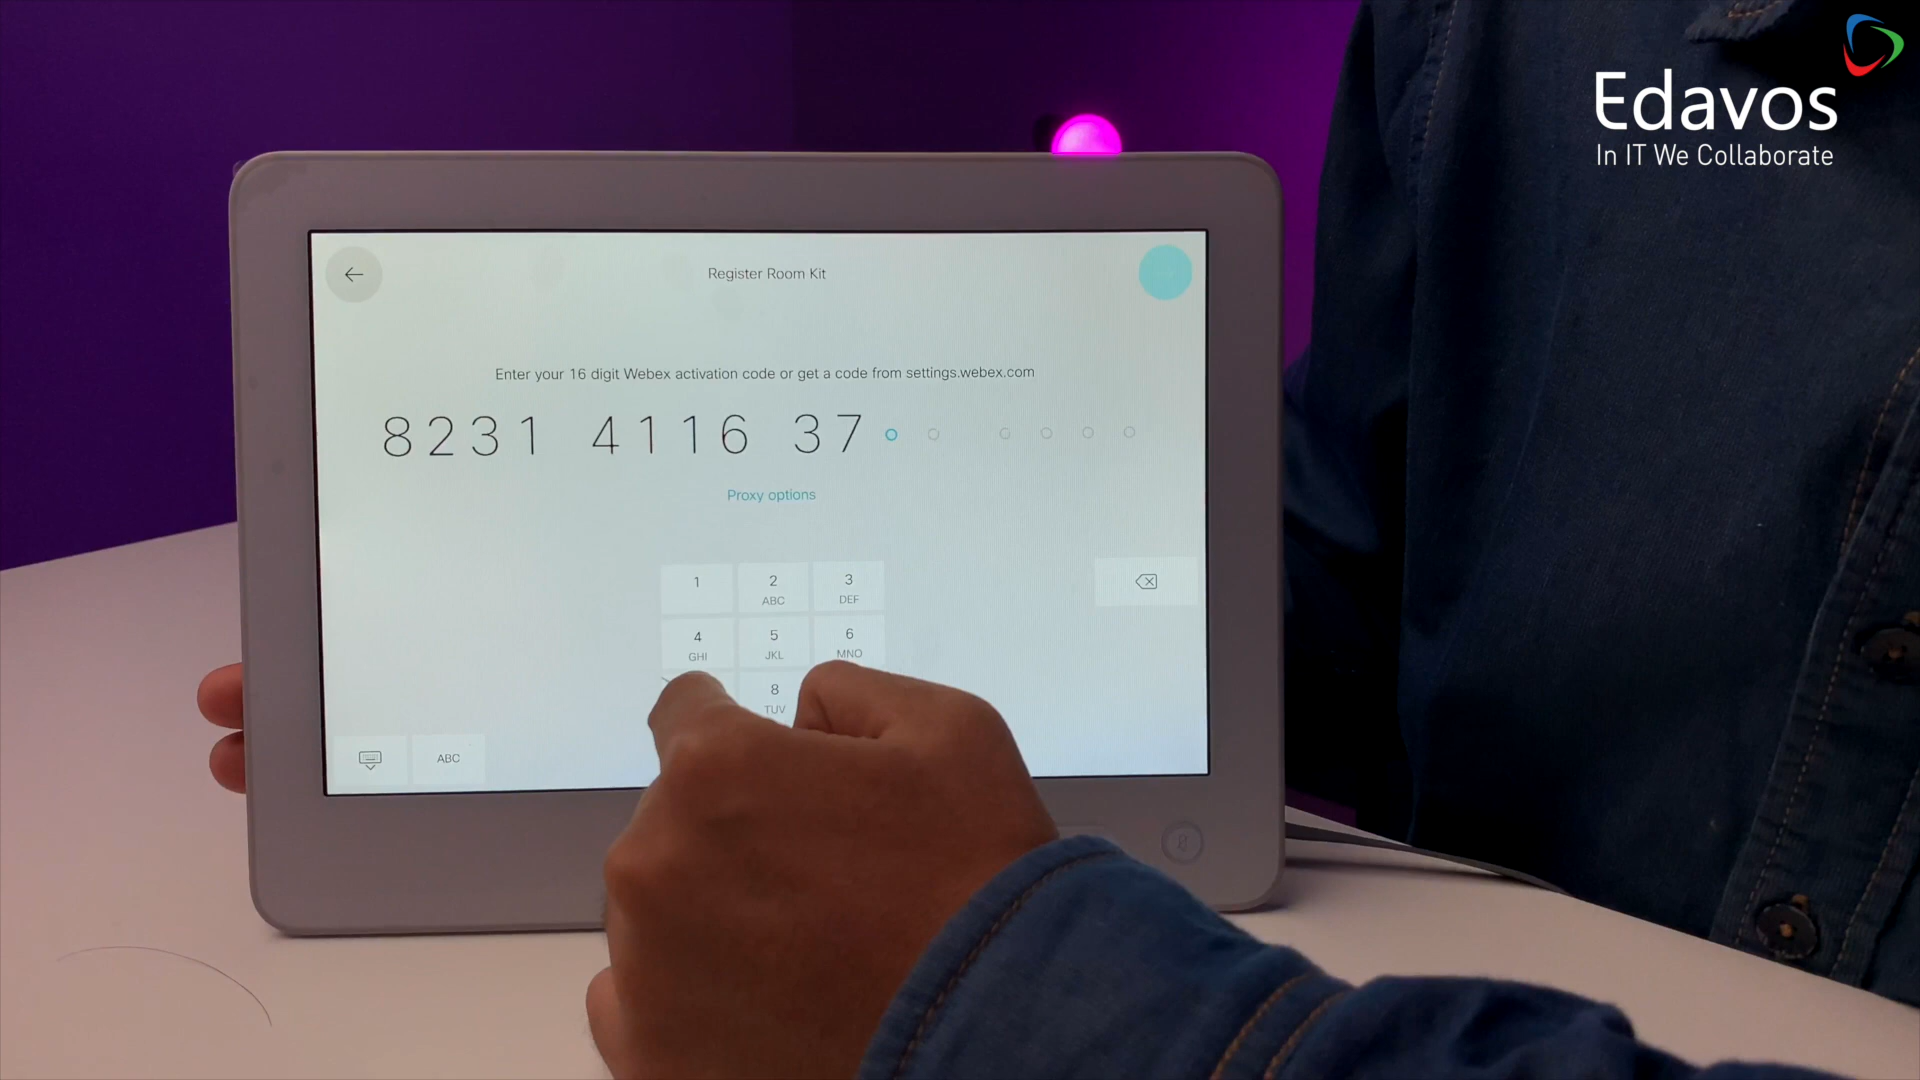 Edavos
In IT We Collaborate
Register Room Kit
Enter your 16 digit Webex activation code or get a code from settings.webex.com
8231 4116 37
Proxy options
1
2
3
ABC
DEF
4
5
6
GHI
JKL
MNO
8
TUV
ABC